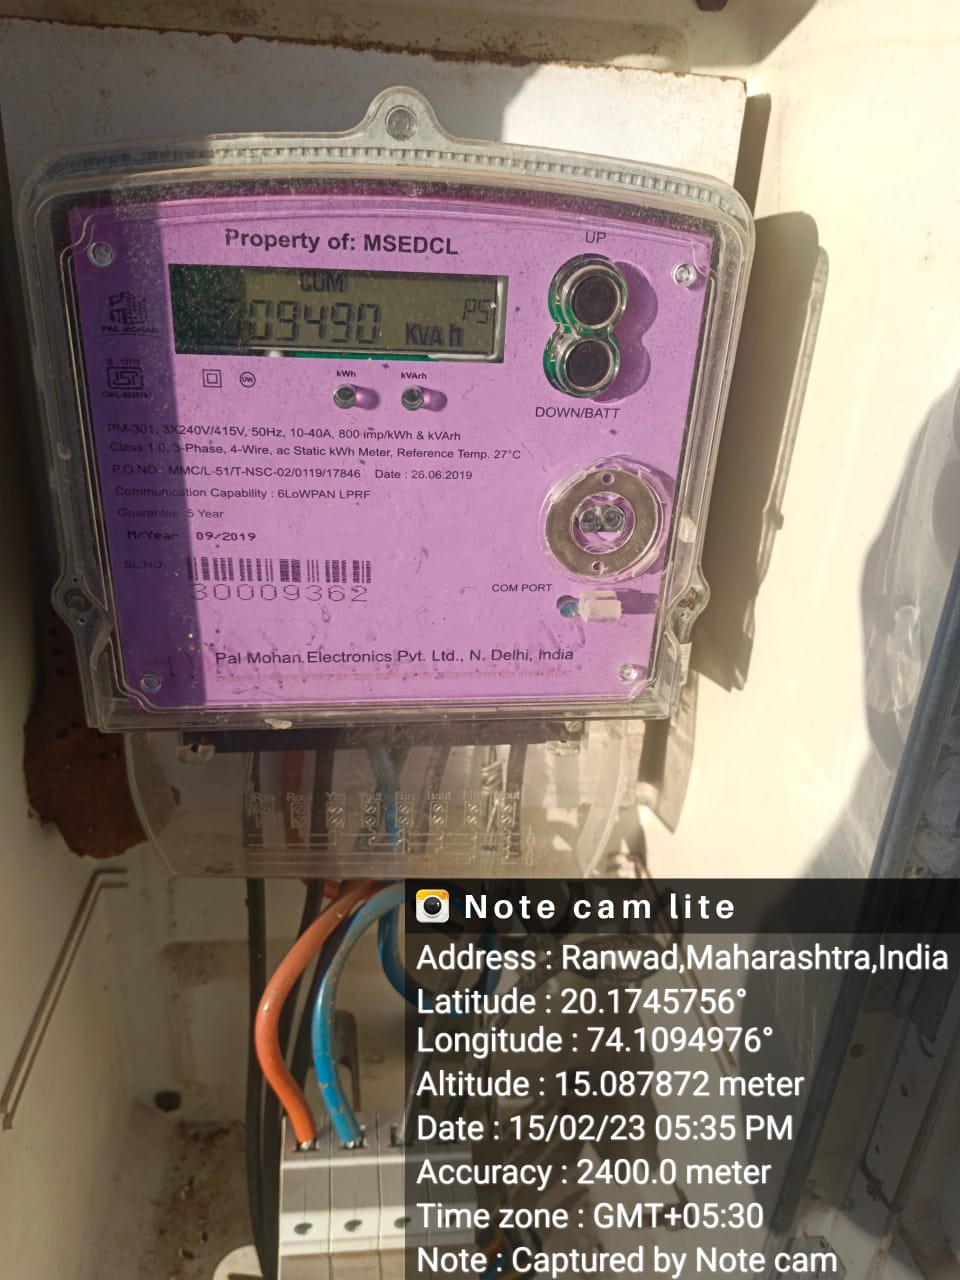 Property of: MSEDCL
UP
CUM
09490 KVA h
PAL MOHAN
kWh kVArh
UW
DOWN/BATT
PM-301, 3X240V/415V, 50Hz, 10-40A, 800 imp/kWh & kVArh
Class 1.0, 3-Phase, 4-Wire, ac Static kWh Meter, Reference Temp. 27°C
P.O.NO.: MMC/L-51/T-NSC-02/0119/17846 Date : 26.06.2019
Communication Capability : 6LoWPAN LPRF
Guarantee 5 Year
M/Year 09/2019
SL.NO
30009362
COM PORT
Pal Mohan Electronics Pvt. Ltd., N. Delhi, India
Note cam lite
Address : Ranwad,Maharashtra,India
Latitude : 20.1745756°
Longitude : 74.1094976°
Altitude : 15.087872 meter
Date : 15/02/23 05:35 PM
Accuracy : 2400.0 meter
Time zone : GMT+05:30
Note : Captured by Note cam